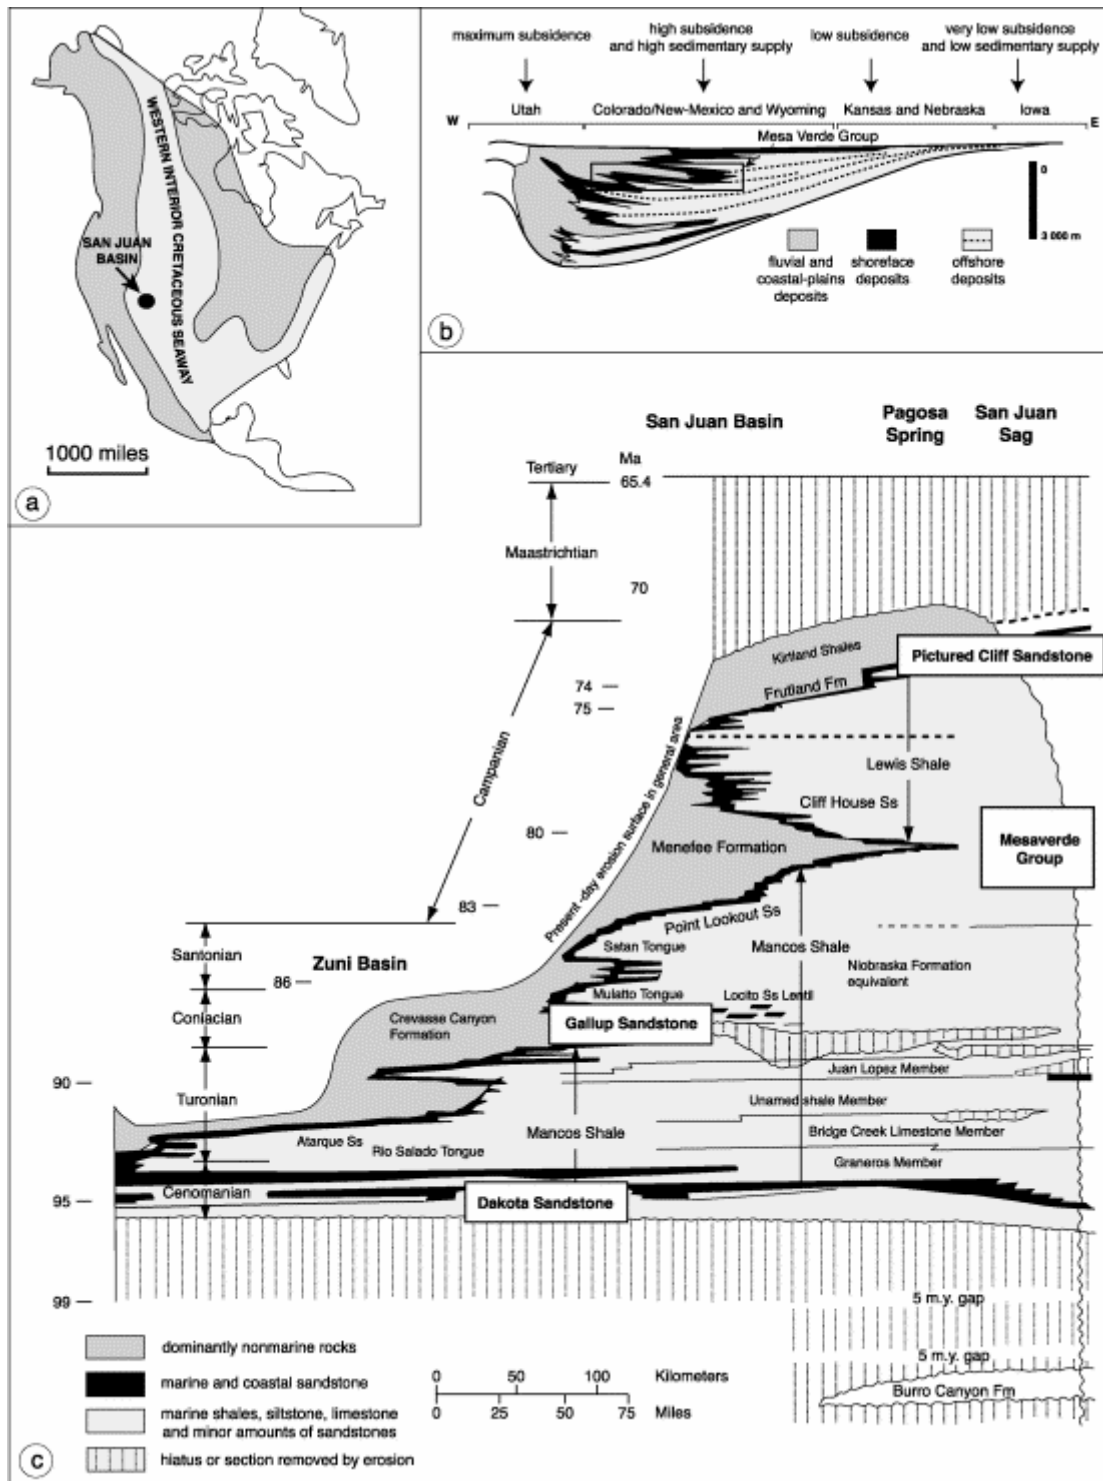 WESTERN INTERIOR CRETACEOUS SEAWAY
SAN JUAN
BASIN
1000 miles
a
maximum subsidence
high subsidence
and high sedimentary supply
low subsidence
very low subsidence
and low sedimentary supply
Utah
Colorado/New-Mexico and Wyoming
Kansas and Nebraska
Iowa
W
E
Mesa Verde Group
0
3 000 m
fluvial and
coastal-plains
deposits
shoreface
deposits
offshore
deposits
b
San Juan Basin
Pagosa
Spring
San Juan
Sag
Ma
Tertiary
65.4
Maastrichtian
70
Kirtland Shales
Pictured Cliff Sandstone
Frutland Fm
74
75
Campanian
Present-day erosion surface in general area
Lewis Shale
Cliff House Ss
80
Menefee Formation
Mesaverde
Group
83
Point Lookout Ss
Santonian
Zuni Basin
Satan Tongue
Mancos Shale
86
Niobraska Formation
equivalent
Mulatto Tongue
Locito Ss Lentil
Coniacian
Crevasse Canyon
Formation
Gallup Sandstone
Juan Lopez Member
90
Turonian
Unamed shale Member
Mancos Shale
Bridge Creek Limestone Member
Atarque Ss
Rio Salado Tongue
Graneros Member
Cenomanian
95
Dakota Sandstone
99
5 m.y. gap
5 m.y. gap
Burro Canyon Fm
dominantly nonmarine rocks
marine and coastal sandstone
marine shales, siltstone, limestone
and minor amounts of sandstones
hiatus or section removed by erosion
0 50 100 Kilometers
0 25 50 75 Miles
c